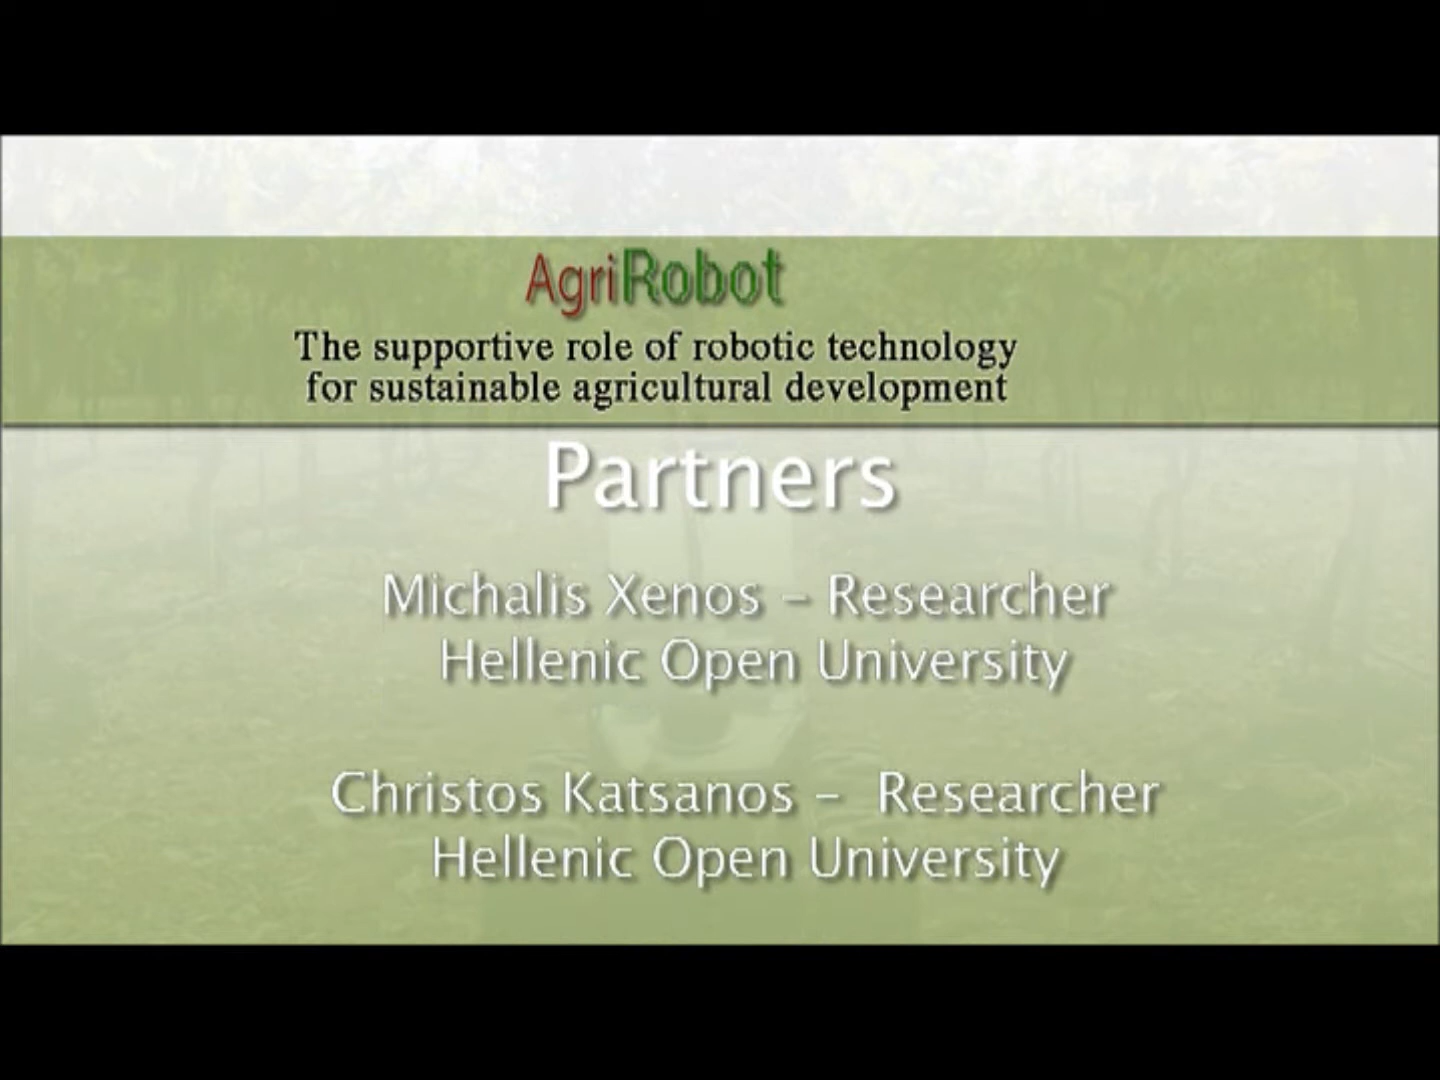 AgriRobot
The supportive role of robotic technology
for sustainable agricultural development
Partners
Michalis Xenos – Researcher
Hellenic Open University
Christos Katsanos – Researcher
Hellenic Open University